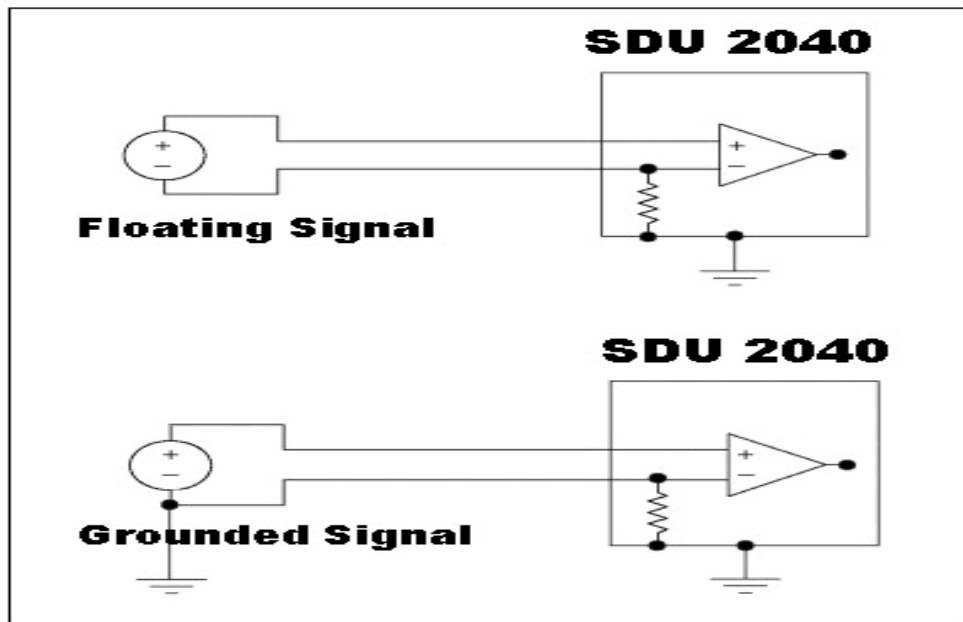 SDU 2040
+
−
+
−
Floating Signal
SDU 2040
+
−
+
−
Grounded Signal